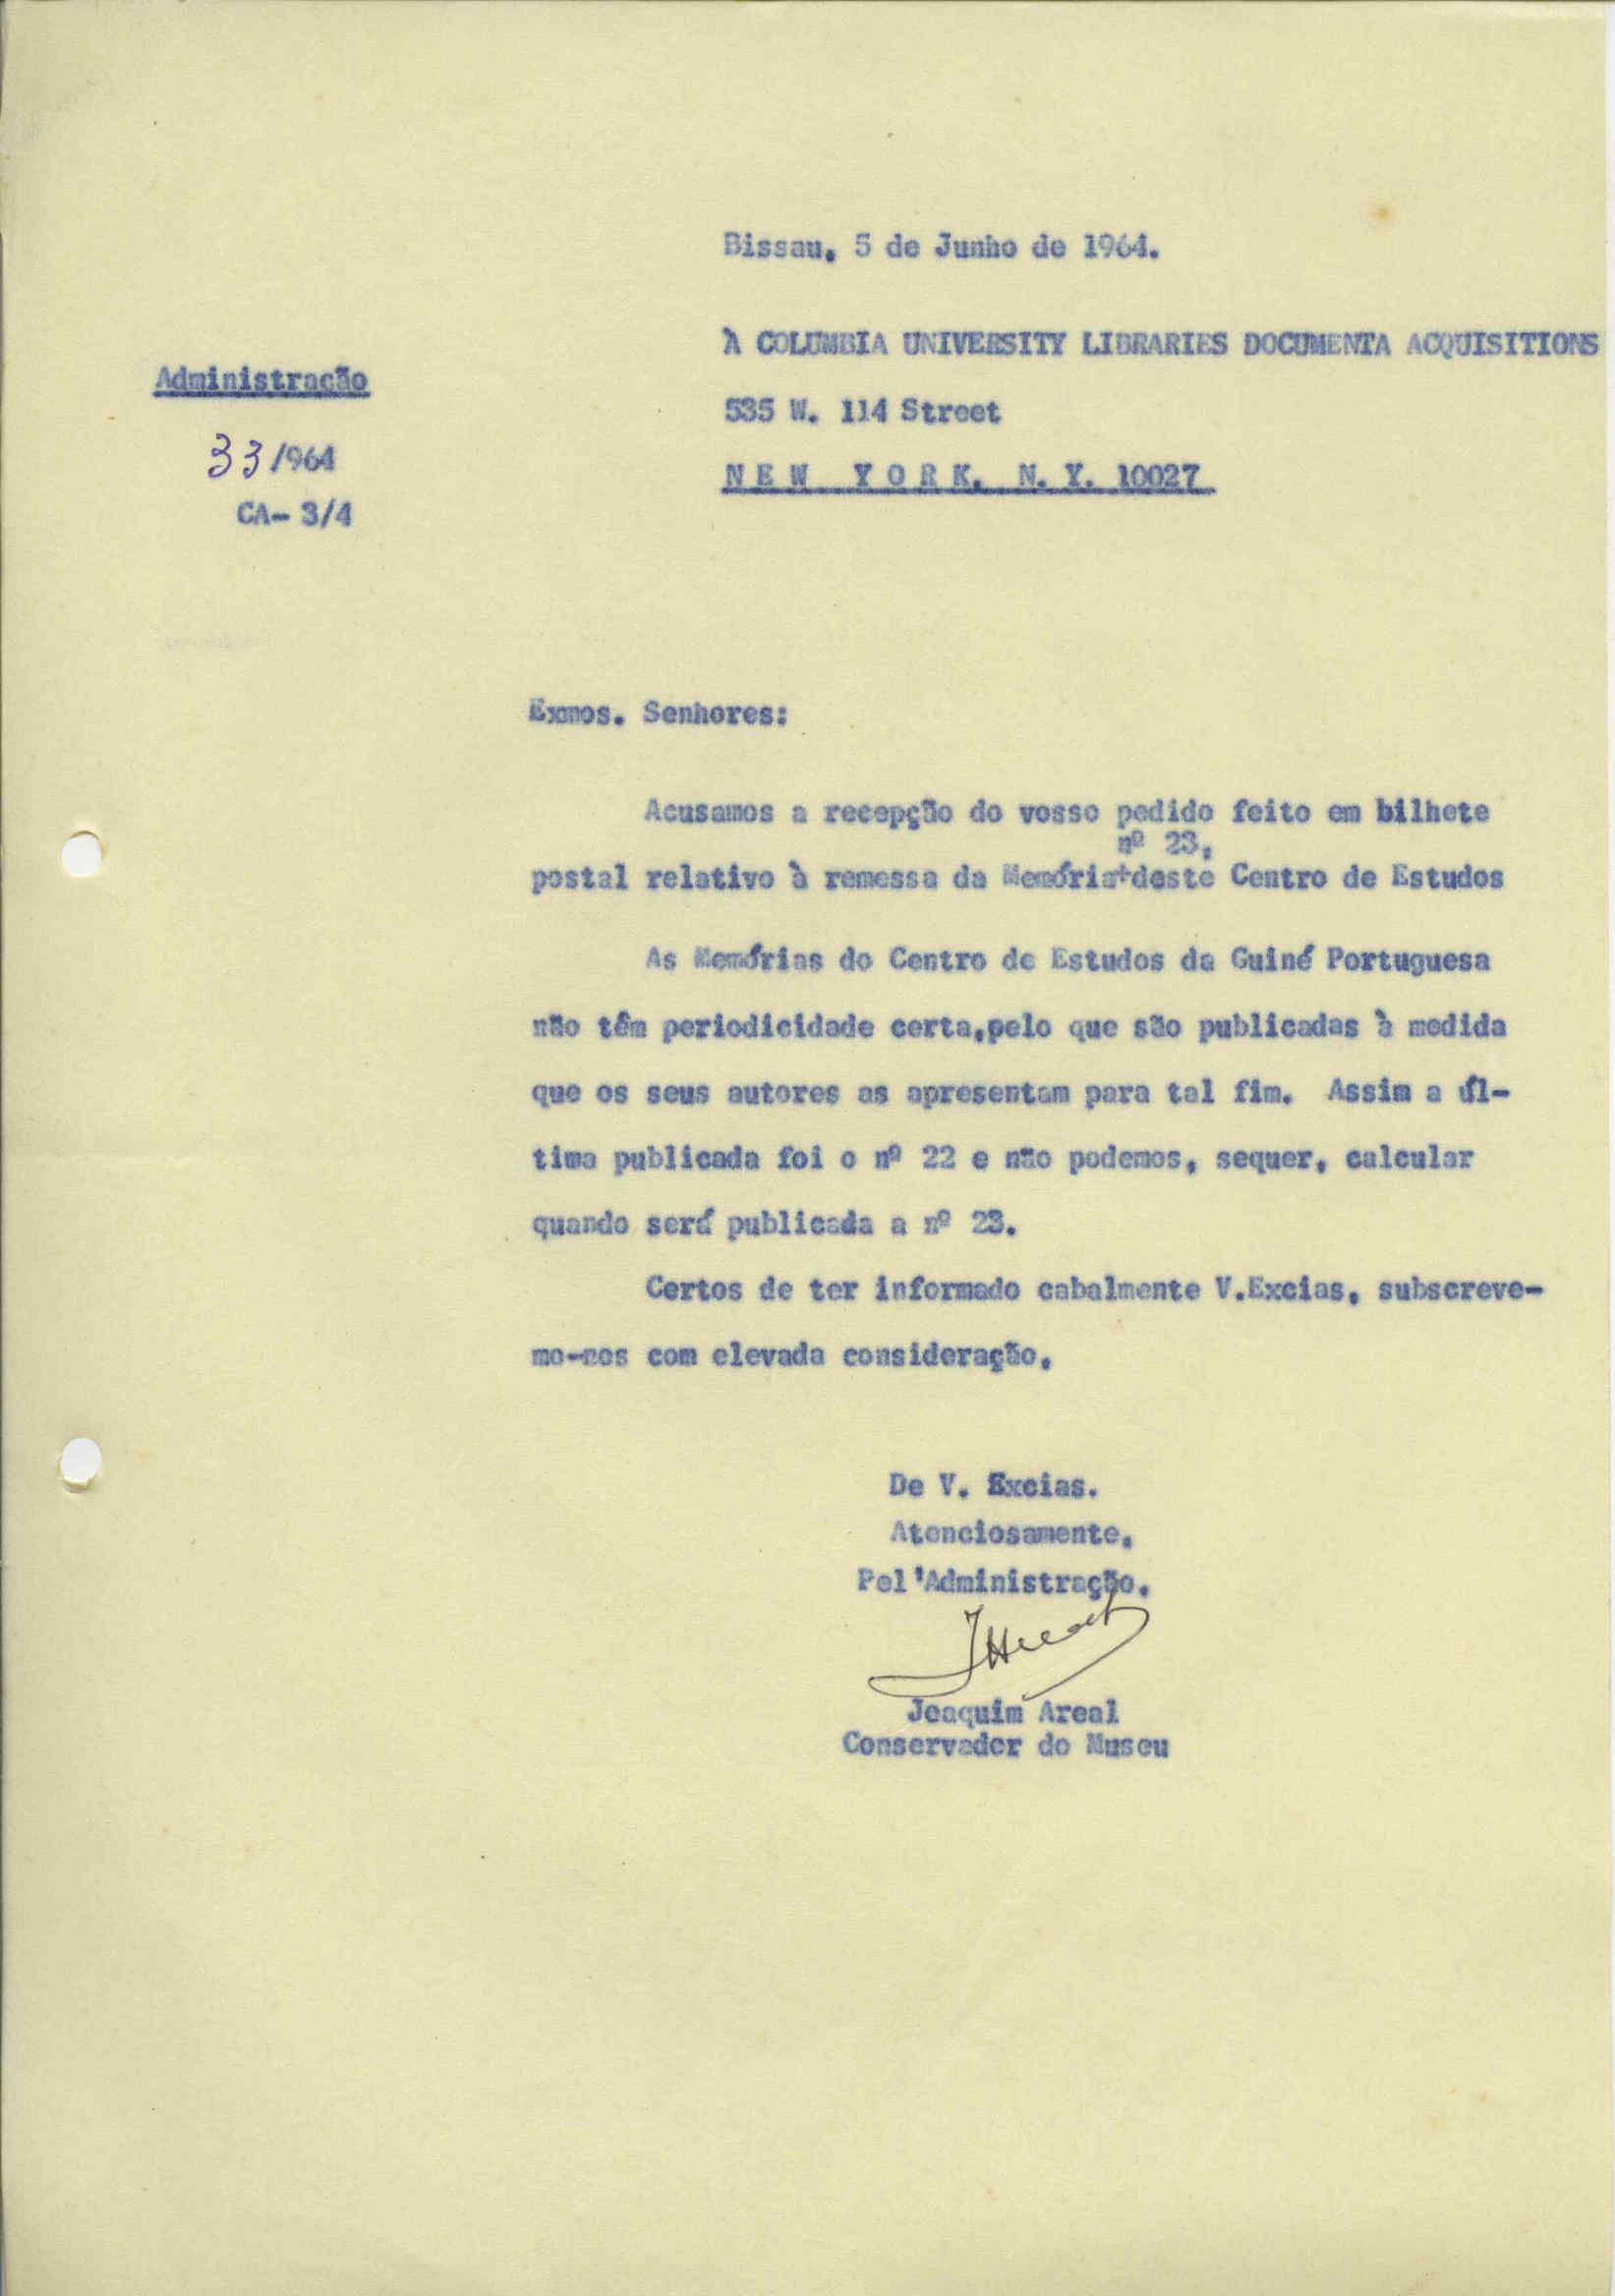 Bissau, 5 de Junho de 1964.
À COLUMBIA UNIVERSITY LIBRARIES DOCUMENTA ACQUISITIONS
Administração
535 W. 114 Street
33/964
NEW YORK, N.Y. 10027
CA- 3/4
Exmos. Senhores:
Acusamos a recepção do vosso pedido feito em bilhete
nº 23,
postal relativo à remessa da Memória+deste Centro de Estudos
As Memórias do Centro de Estudos da Guiné Portuguesa
não têm periodicidade certa,pelo que são publicadas à medida
que os seus autores as apresentam para tal fim. Assim a úl-
tima publicada foi o nº 22 e não podemos, sequer, calcular
quando será publicada a nº 23.
Certos de ter informado cabalmente V.Excias, subscreve-
mo-nos com elevada consideração,
De V. Excias.
Atenciosamente,
Pel'Administração,
Joaquim Areal
Conservador do Museu